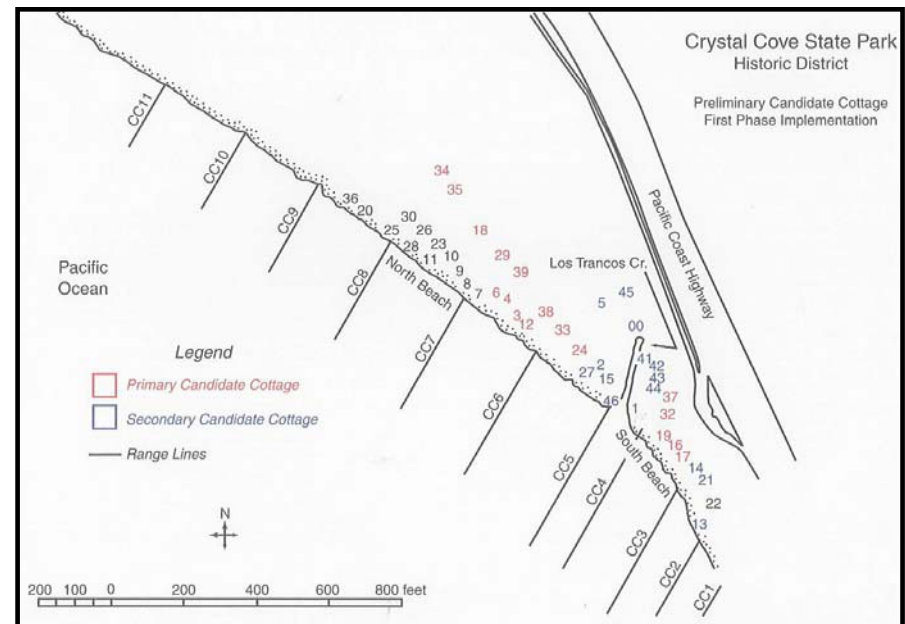 Crystal Cove State Park
Historic District
Preliminary Candidate Cottage
First Phase Implementation
CC11
CC10
CC9
CC8
CC7
CC6
CC5
CC4
CC3
CC2
CC1
34
35
36
20
30
18
25
26
28
23
29
11
10
39
9
8
7
6
4
3
12
38
33
24
5
45
00
27
2
15
46
41
42
43
44
37
1
32
19
16
17
14
21
22
13
Los Trancos Cr.
Pacific Coast Highway
Pacific
Ocean
North Beach
South Beach
Legend
Primary Candidate Cottage
Secondary Candidate Cottage
Range Lines
N
200 100 0 200 400 600 800 feet